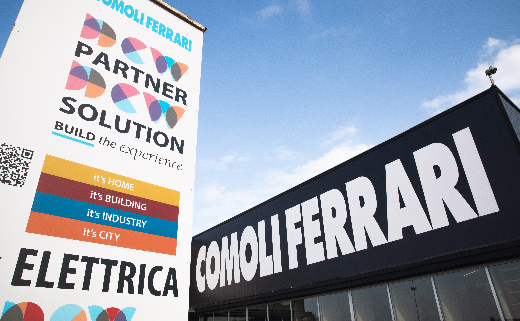 COMOLI FERRARI
PARTNER
SOLUTION
BUILD the experience
it's HOME
it's BUILDING
it's INDUSTRY
it's CITY
ELETTRICA
COMOLI FERRARI